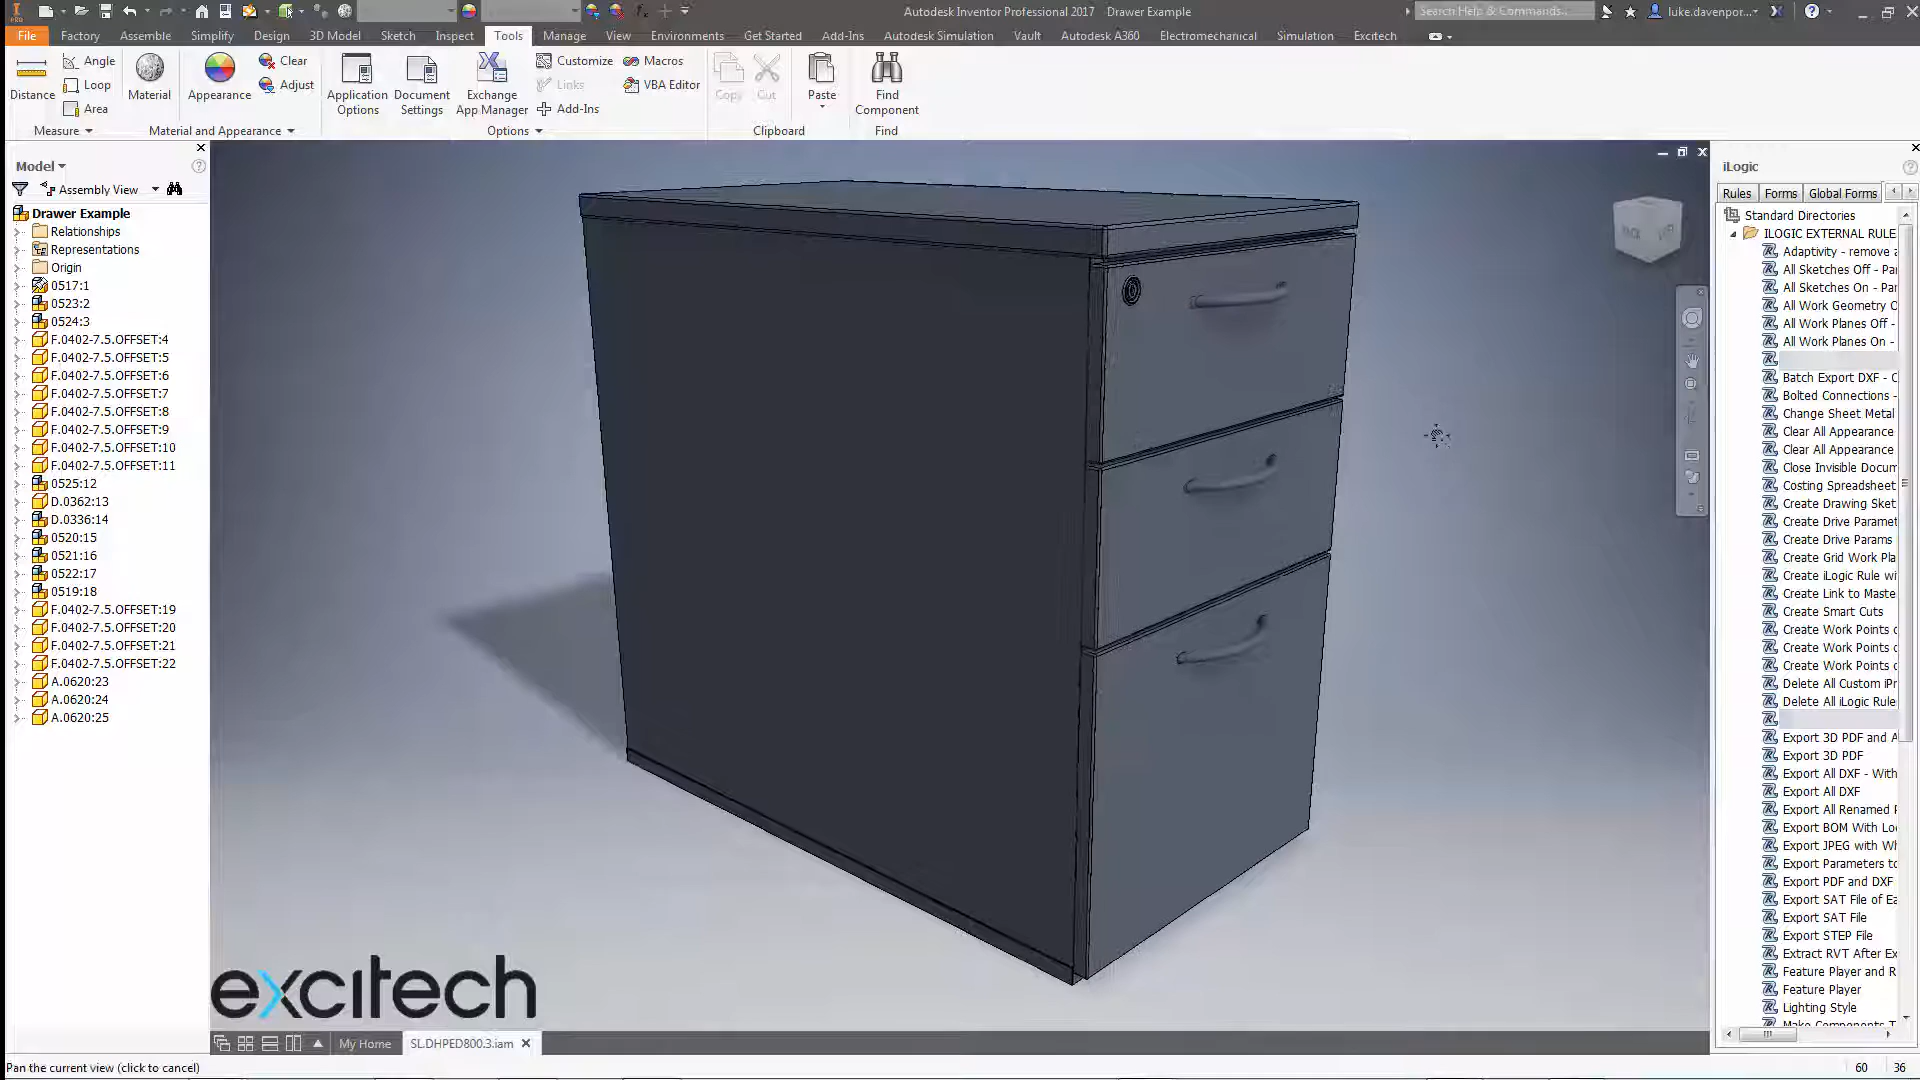 Autodesk Inventor Professional 2017 Drawer Example
Search Help & Commands...
luke.davenpor...
File Factory Assemble Simplify Design 3D Model Sketch Inspect Tools Manage View Environments Get Started Add-Ins Autodesk Simulation Vault Autodesk A360 Electromechanical Simulation Excitech
Distance
Angle
Loop
Area
Measure
Material
Appearance
Clear
Adjust
Material and Appearance
Application Options
Document Settings
Exchange App Manager
Customize
Links
Add-Ins
Macros
VBA Editor
Options
Copy
Cut
Paste
Clipboard
Find Component
Find
Model
Assembly View
Drawer Example
Relationships
Representations
Origin
0517:1
0523:2
0524:3
F.0402-7.5.OFFSET:4
F.0402-7.5.OFFSET:5
F.0402-7.5.OFFSET:6
F.0402-7.5.OFFSET:7
F.0402-7.5.OFFSET:8
F.0402-7.5.OFFSET:9
F.0402-7.5.OFFSET:10
F.0402-7.5.OFFSET:11
0525:12
D.0362:13
D.0336:14
0520:15
0521:16
0522:17
0519:18
F.0402-7.5.OFFSET:19
F.0402-7.5.OFFSET:20
F.0402-7.5.OFFSET:21
F.0402-7.5.OFFSET:22
A.0620:23
A.0620:24
A.0620:25
excitech
My Home SL.DHPED800.3.iam
iLogic
Rules Forms Global Forms
Standard Directories
ILOGIC EXTERNAL RULE
Adaptivity - remove a
All Sketches Off - Par
All Sketches On - Par
All Work Geometry O
All Work Planes Off -
All Work Planes On -
Batch Export DXF - C
Bolted Connections -
Change Sheet Metal
Clear All Appearance
Clear All Appearance
Close Invisible Docum
Costing Spreadsheet
Create Drawing Sket
Create Drive Paramet
Create Drive Params
Create Grid Work Pla
Create iLogic Rule wi
Create Link to Maste
Create Smart Cuts
Create Work Points o
Create Work Points o
Create Work Points o
Delete All Custom iPr
Delete All iLogic Rule
Export 3D PDF and A
Export 3D PDF
Export All DXF - With
Export All DXF
Export All Renamed F
Export BOM With Lo
Export JPEG with Wh
Export Parameters to
Export PDF and DXF
Export SAT File of Ea
Export SAT File
Export STEP File
Extract RVT After Ex
Feature Player and R
Feature Player
Lighting Style
Make Components T
Pan the current view (click to cancel)
60 36